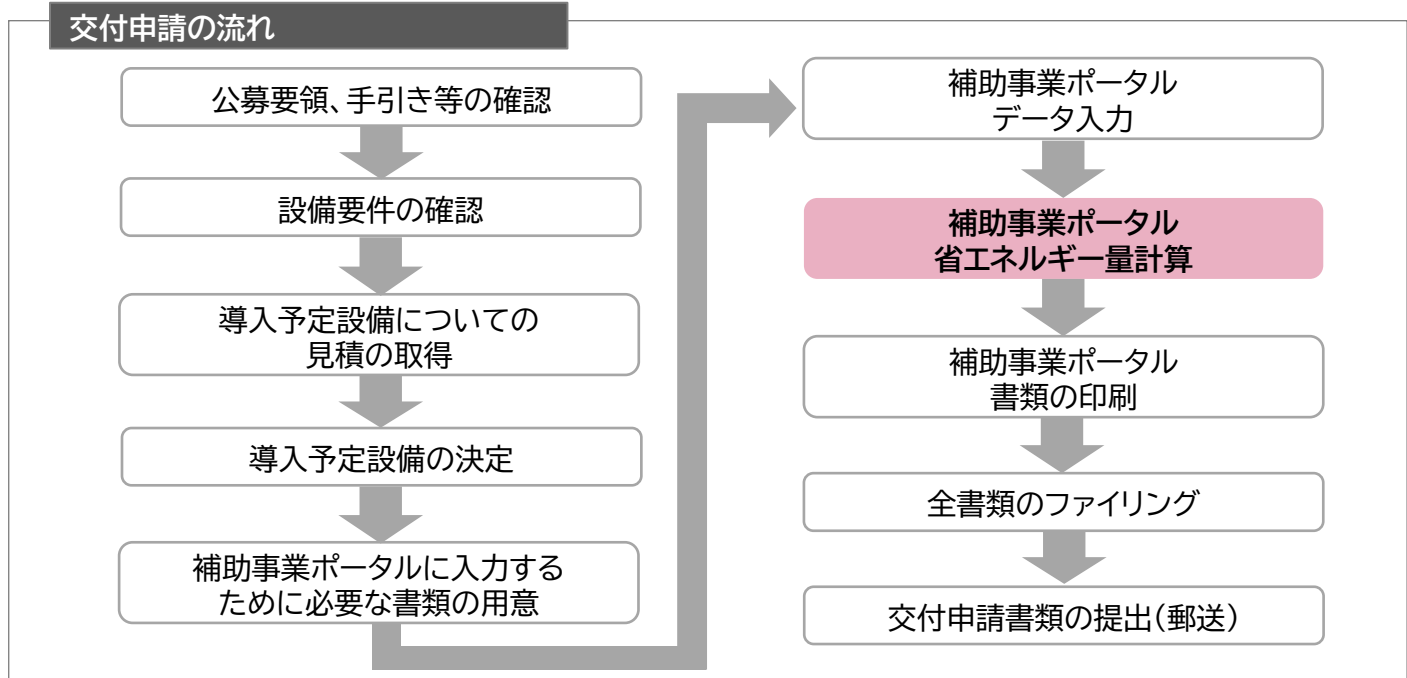 交付申請の流れ
公募要領、手引き等の確認
設備要件の確認
導入予定設備についての
見積の取得
導入予定設備の決定
補助事業ポータルに入力する
ために必要な書類の用意
補助事業ポータル
データ入力
補助事業ポータル
省エネルギー量計算
補助事業ポータル
書類の印刷
全書類のファイリング
交付申請書類の提出(郵送)